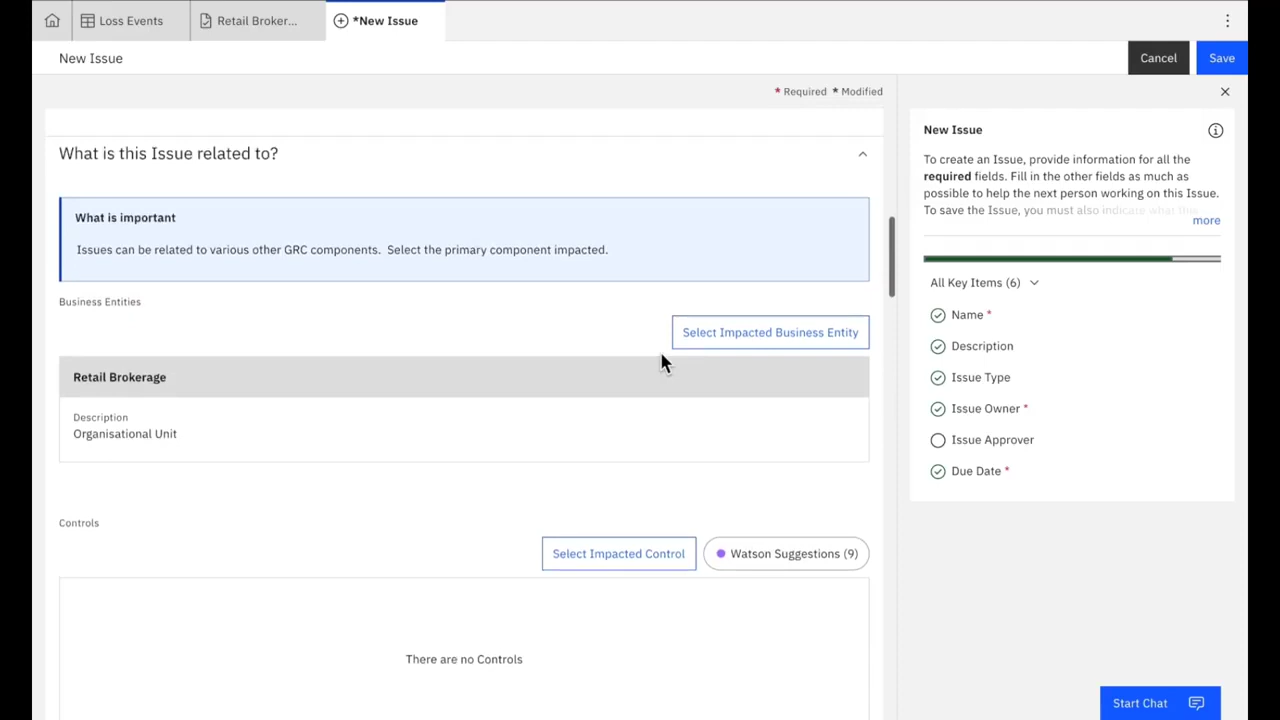 Loss Events
Retail Broker...
*New Issue
New Issue
Cancel
Save
* Required * Modified
What is this Issue related to?
What is important
Issues can be related to various other GRC components. Select the primary component impacted.
Business Entities
Select Impacted Business Entity
Retail Brokerage
Description
Organisational Unit
Controls
Select Impacted Control
Watson Suggestions (9)
There are no Controls
New Issue
To create an Issue, provide information for all the
required fields. Fill in the other fields as much as
possible to help the next person working on this Issue.
To save the Issue, you must also indicate what this
more
All Key Items (6)
Name *
Description
Issue Type
Issue Owner *
Issue Approver
Due Date *
Start Chat